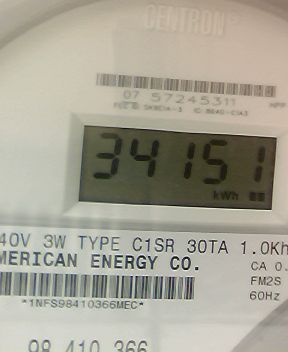 CENTRON®
07 57245311
34151
kWh
40V 3W TYPE C1SR 30TA 1.0Kh
MERICAN ENERGY CO.
CA 0.
FM2S
60Hz
*1NFS98410366MEC*
98 410 366